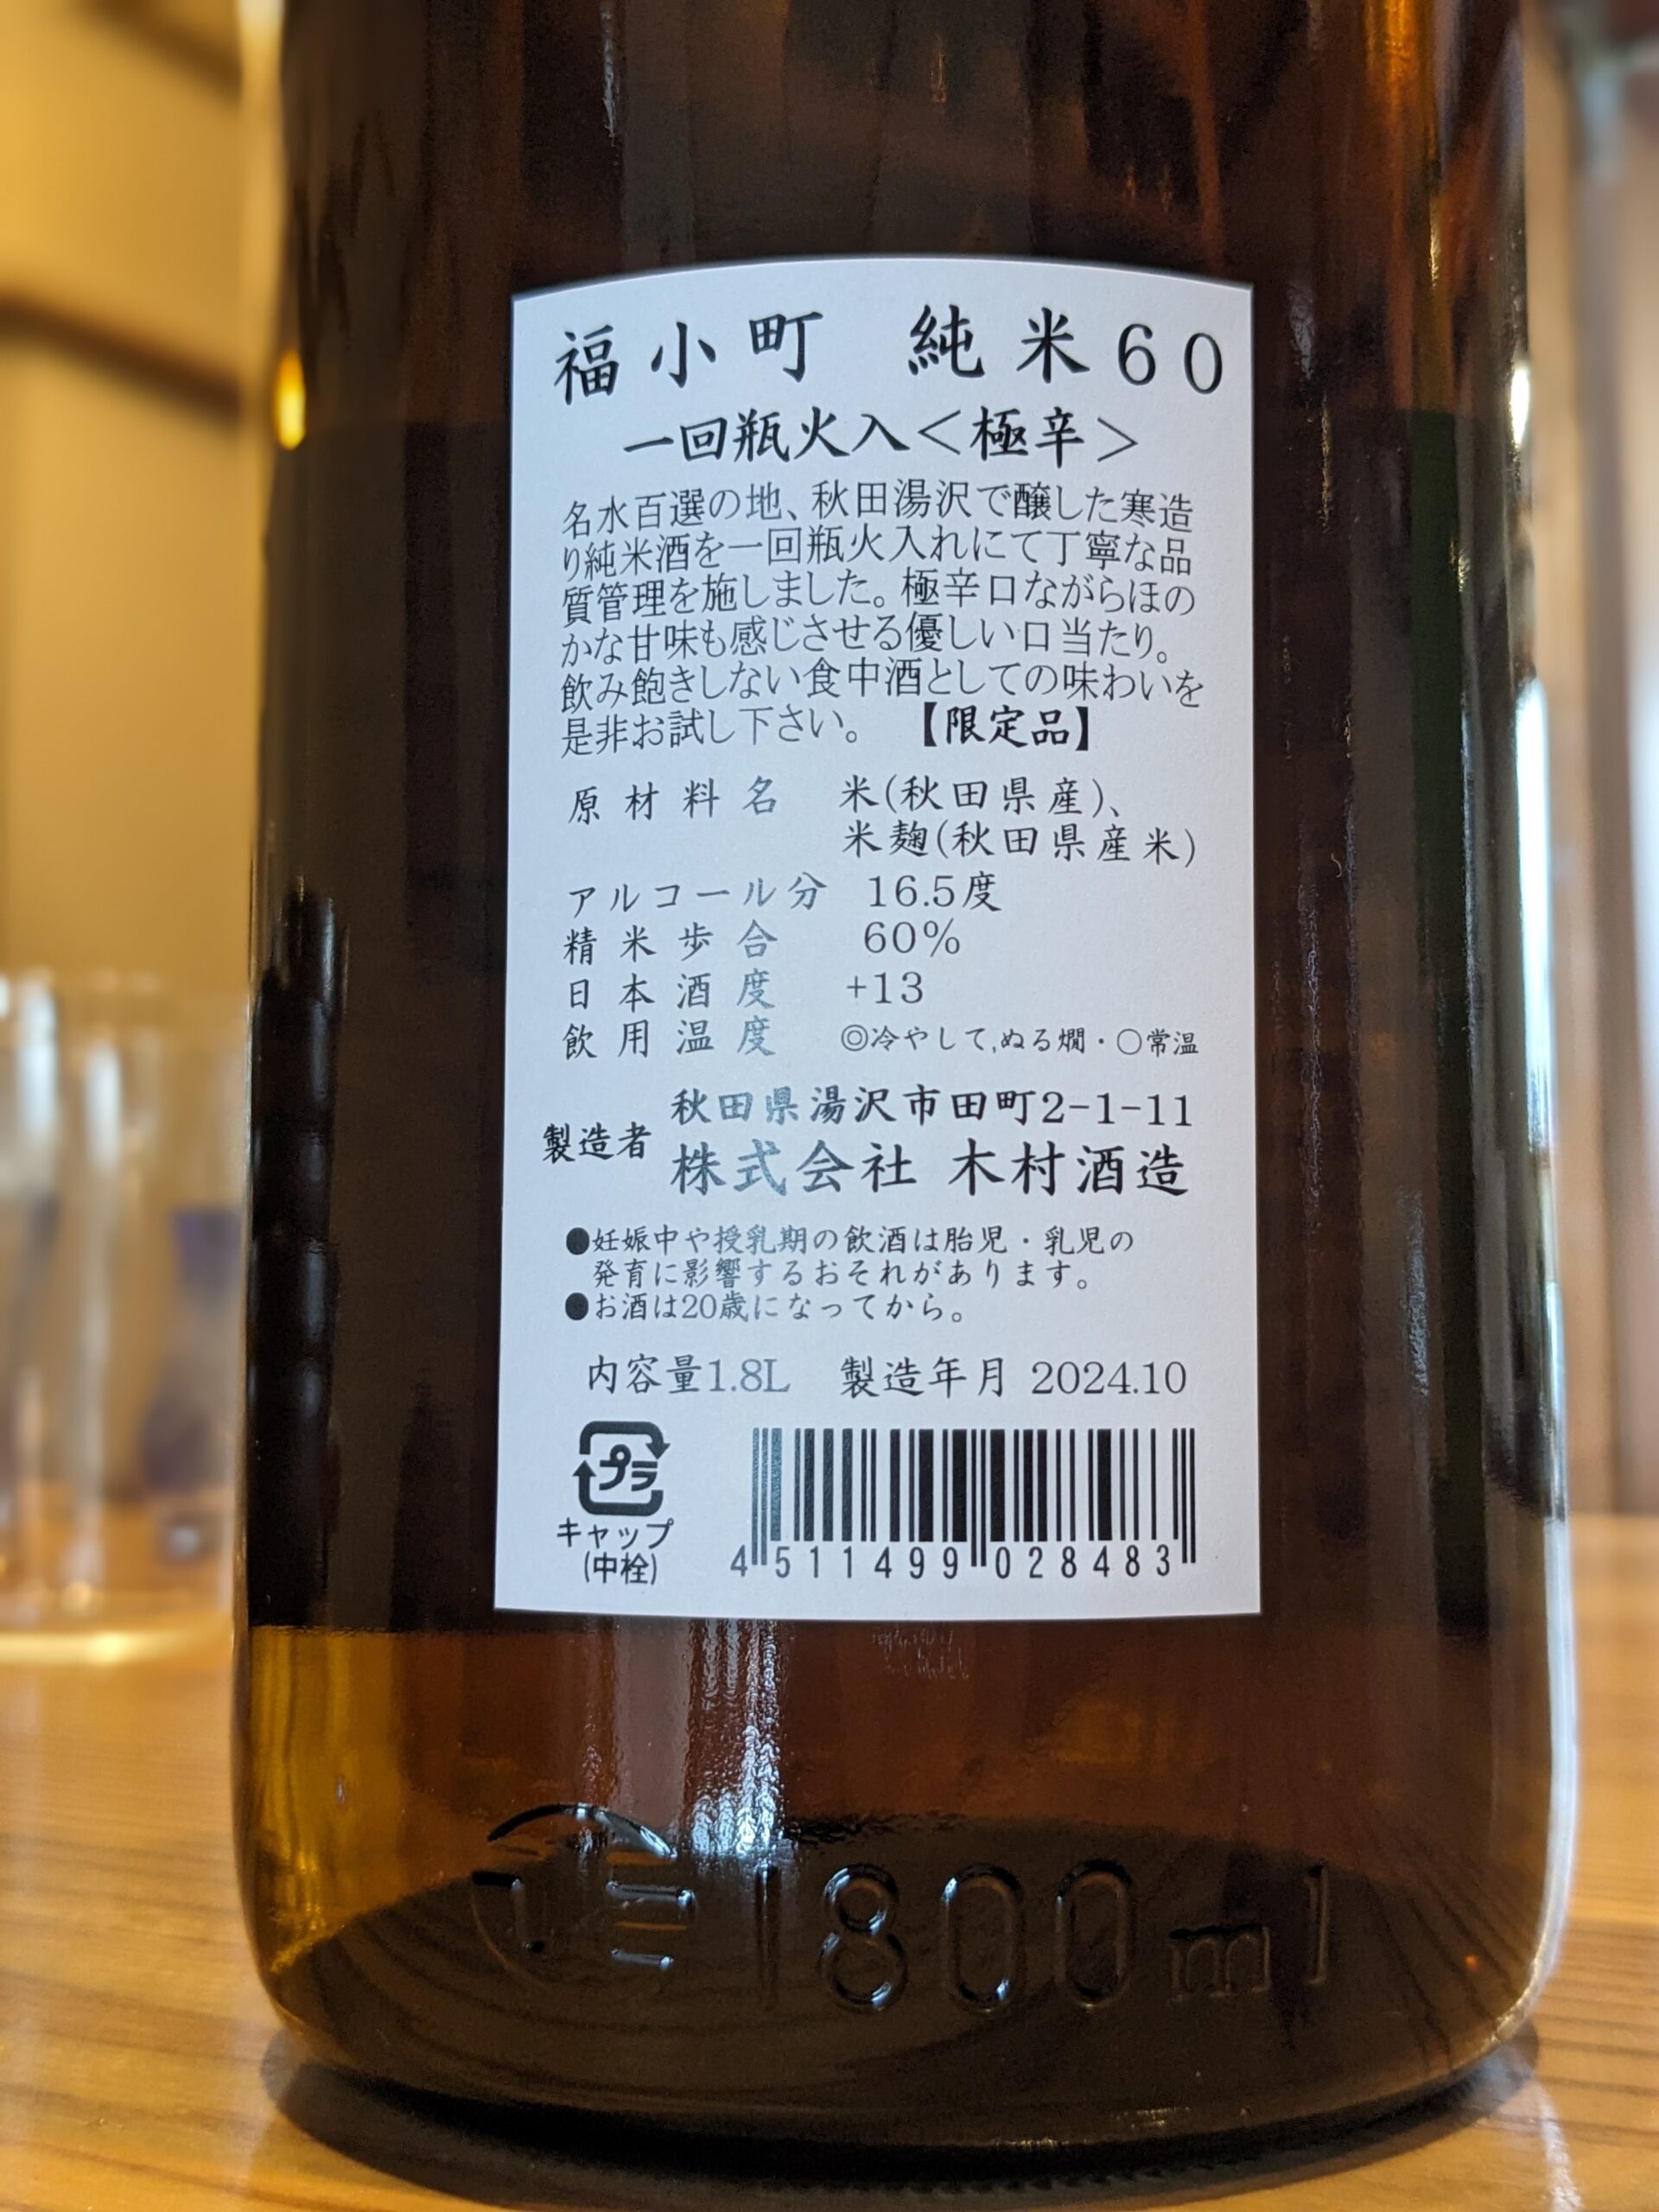 福小町 純米60
一回瓶火入<極辛>
名水百選の地、秋田湯沢で醸した寒造
り純米酒を一回瓶火入れにて丁寧な品
質管理を施しました。極辛口ながらほの
かな甘味も感じさせる優しい口当たり。
飲み飽きしない食中酒としての味わいを
是非お試し下さい。 【限定品】
原材料名 米(秋田県産)、
米麹(秋田県産米)
アルコール分 16.5度
精米歩合 60%
日本酒度 +13
飲用温度 ◎冷やして,ぬる燗・○常温
製造者 秋田県湯沢市田町2-1-11
株式会社 木村酒造
●妊娠中や授乳期の飲酒は胎児・乳児の
発育に影響するおそれがあります。
●お酒は20歳になってから。
内容量1.8L 製造年月 2024.10
プラ
キャップ
(中栓)
4511499028483
1800ml